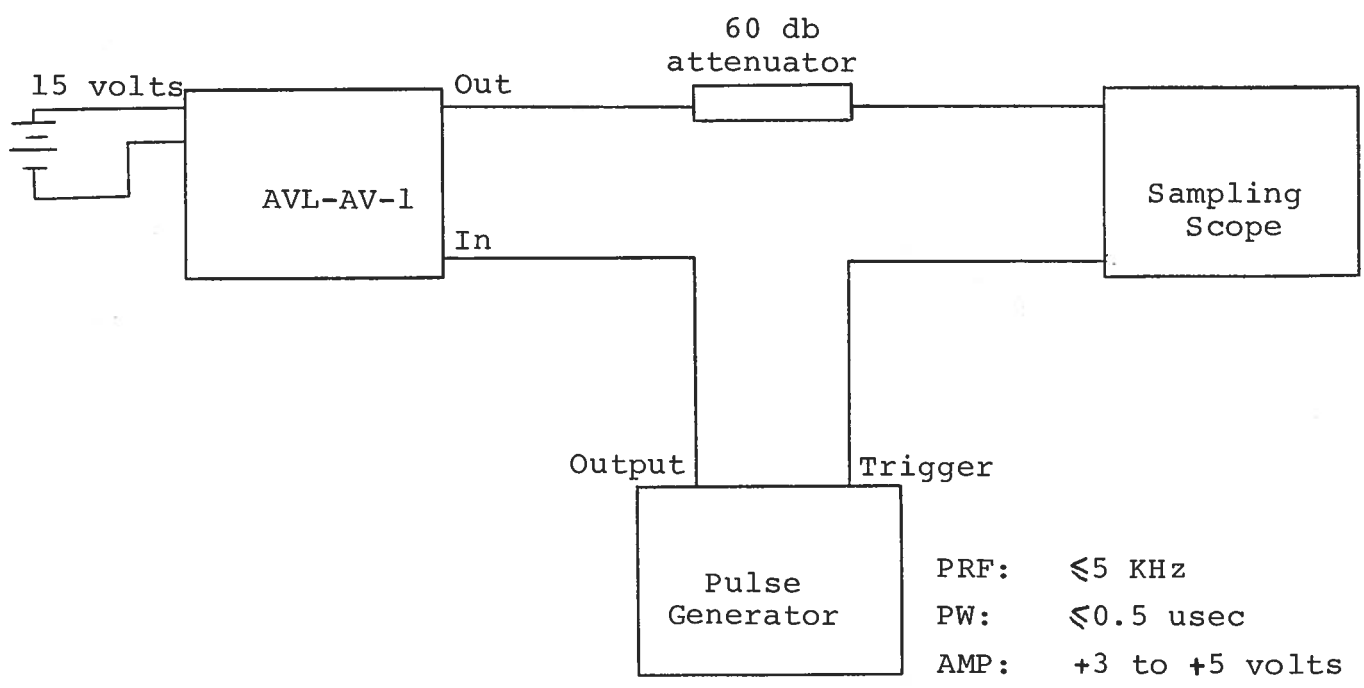 60 db
attenuator
15 volts
Out
AVL-AV-1
In
Sampling
Scope
Output
Trigger
Pulse
Generator
PRF: ⩽5 KHz
PW: ⩽0.5 usec
AMP: +3 to +5 volts